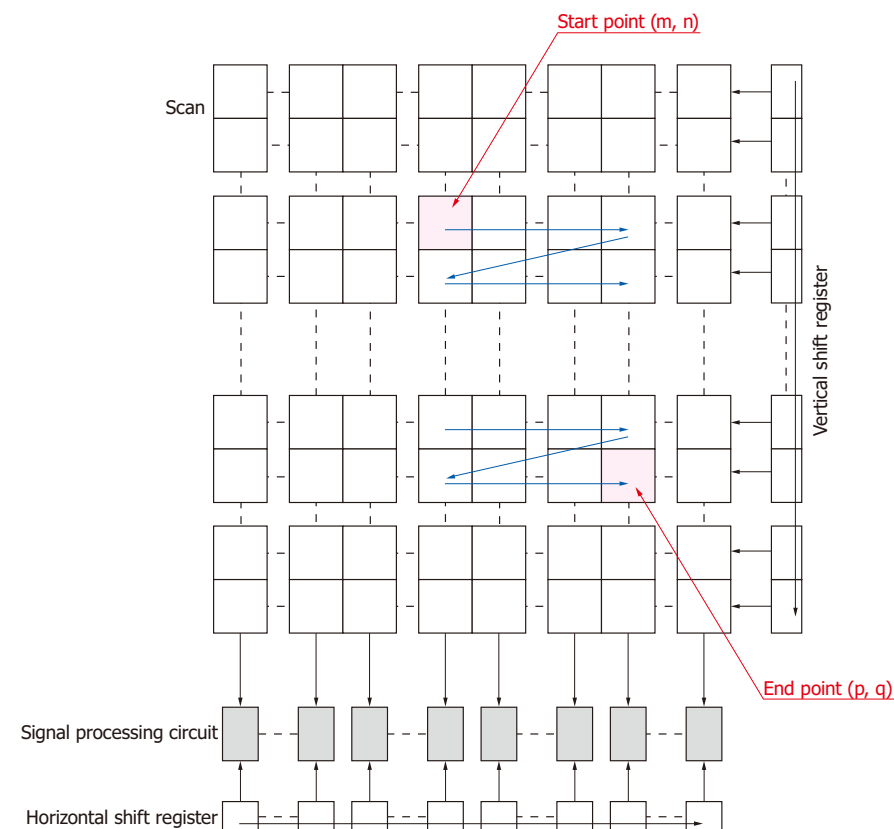 Start point (m, n)
Scan
Vertical shift register
End point (p, q)
Signal processing circuit
Horizontal shift register